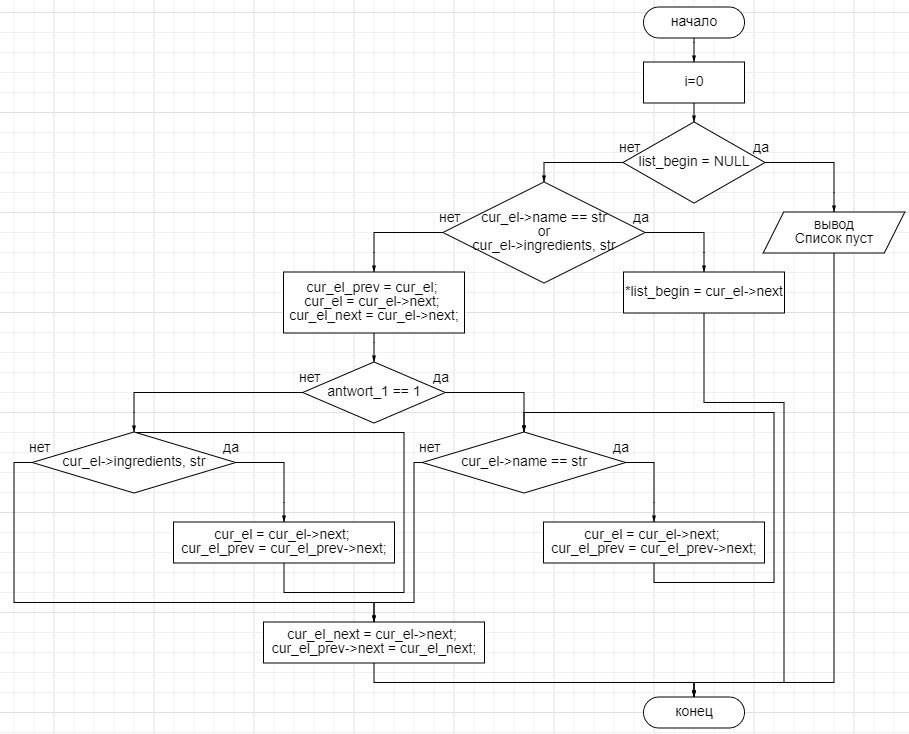 начало
i=0
нет
да
list_begin = NULL
нет
да
cur_el->name == str
or
cur_el->ingredients, str
вывод
Список пуст
cur_el_prev = cur_el;
cur_el = cur_el->next;
cur_el_next = cur_el->next;
*list_begin = cur_el->next
нет
да
antwort_1 == 1
нет
да
cur_el->ingredients, str
нет
да
cur_el->name == str
cur_el = cur_el->next;
cur_el_prev = cur_el_prev->next;
cur_el = cur_el->next;
cur_el_prev = cur_el_prev->next;
cur_el_next = cur_el->next;
cur_el_prev->next = cur_el_next;
конец